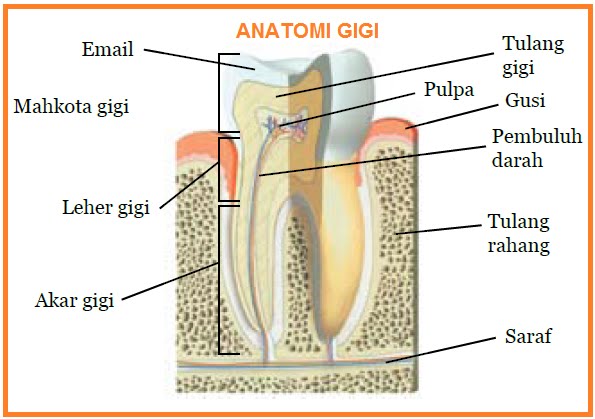 ANATOMI GIGI
Email
Mahkota gigi
Leher gigi
Akar gigi
Tulang
gigi
Pulpa
Gusi
Pembuluh
darah
Tulang
rahang
Saraf